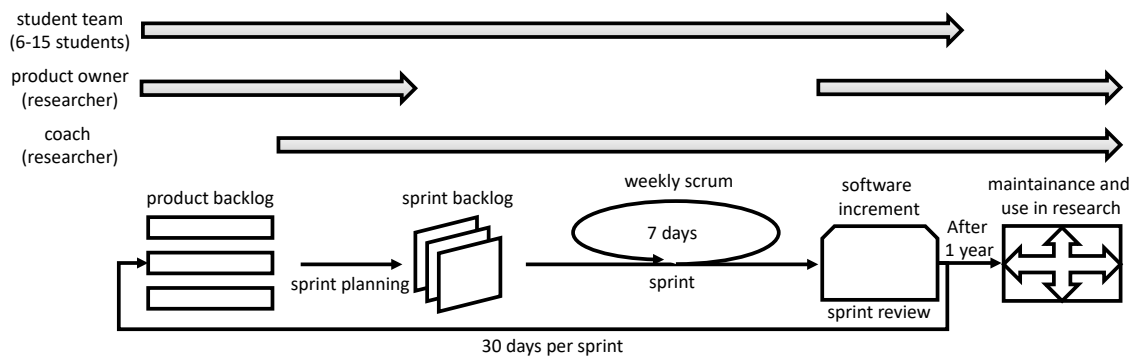 student team
(6-15 students)
product owner
(researcher)
coach
(researcher)
product backlog
sprint planning
sprint backlog
weekly scrum
7 days
sprint
software
increment
sprint review
After
1 year
maintainance and
use in research
30 days per sprint